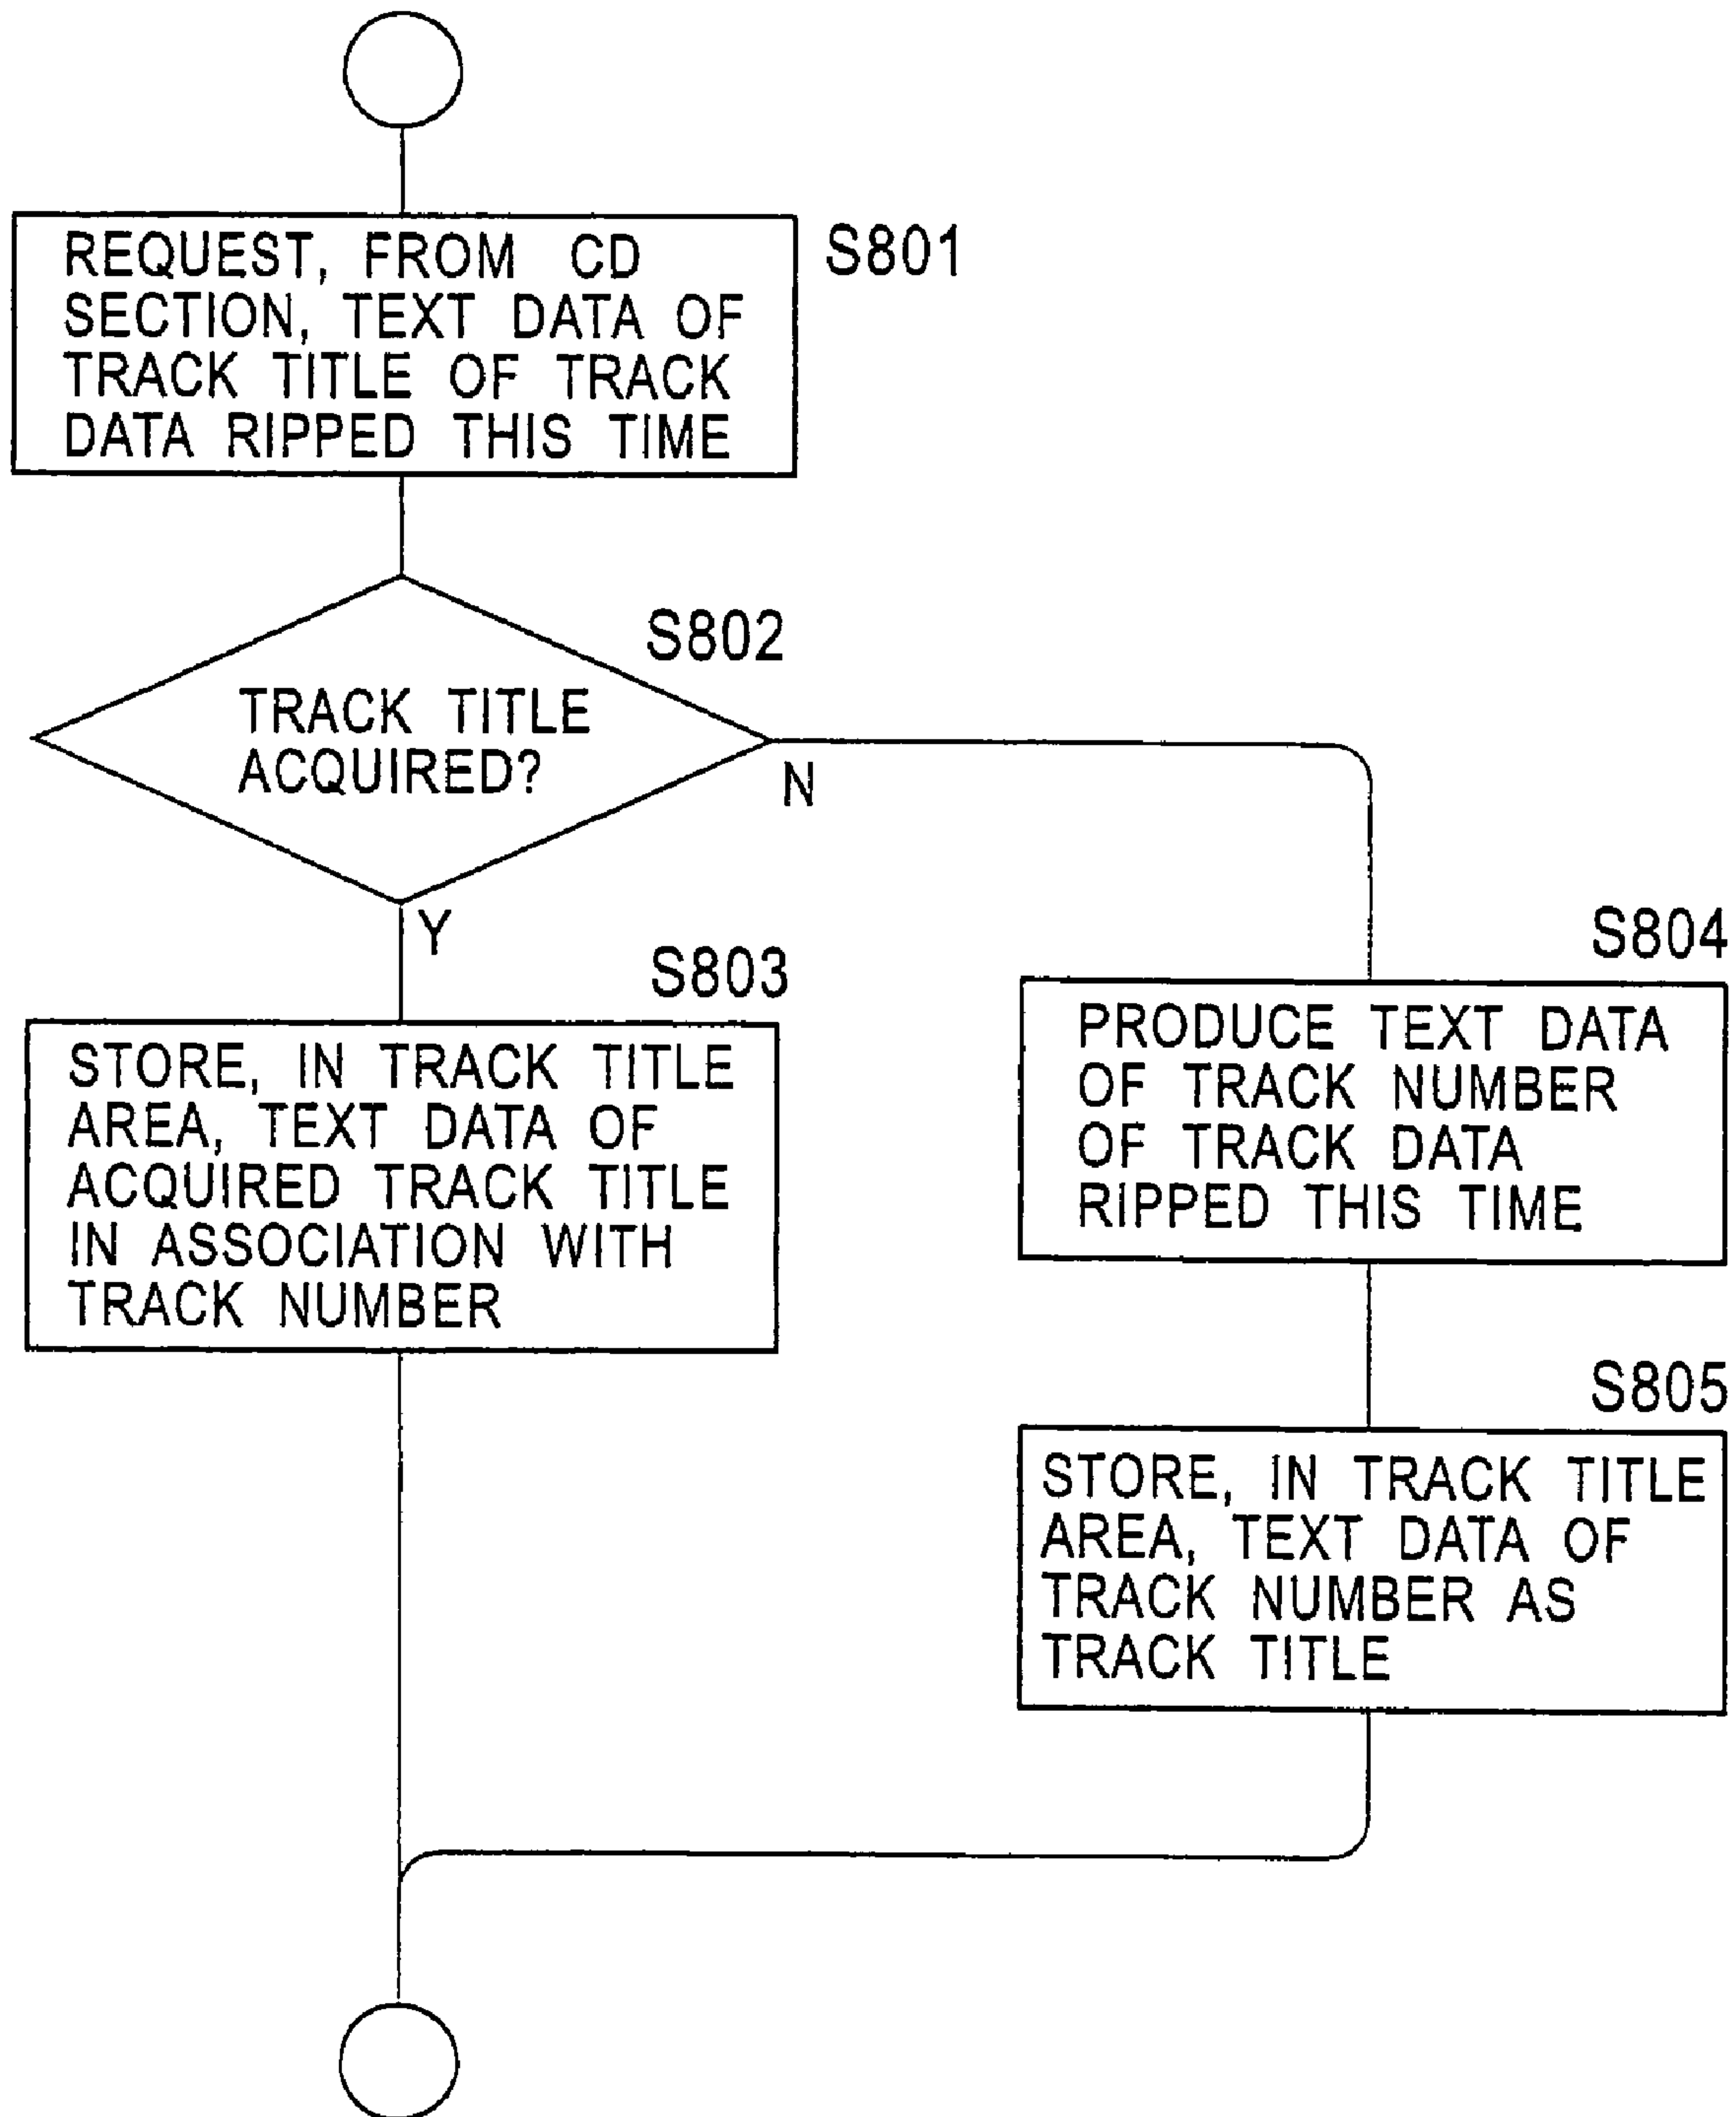 REQUEST, FROM CD
SECTION, TEXT DATA OF
TRACK TITLE OF TRACK
DATA RIPPED THIS TIME
S801
S802
TRACK TITLE
ACQUIRED?
N
Y
S803
STORE, IN TRACK TITLE
AREA, TEXT DATA OF
ACQUIRED TRACK TITLE
IN ASSOCIATION WITH
TRACK NUMBER
S804
PRODUCE TEXT DATA
OF TRACK NUMBER
OF TRACK DATA
RIPPED THIS TIME
S805
STORE, IN TRACK TITLE
AREA, TEXT DATA OF
TRACK NUMBER AS
TRACK TITLE